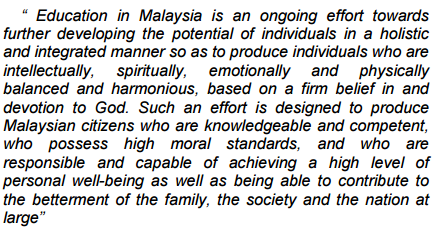 “ Education in Malaysia is an ongoing effort towards
further developing the potential of individuals in a holistic
and integrated manner so as to produce individuals who are
intellectually, spiritually, emotionally and physically
balanced and harmonious, based on a firm belief in and
devotion to God. Such an effort is designed to produce
Malaysian citizens who are knowledgeable and competent,
who possess high moral standards, and who are
responsible and capable of achieving a high level of
personal well-being as well as being able to contribute to
the betterment of the family, the society and the nation at
large”